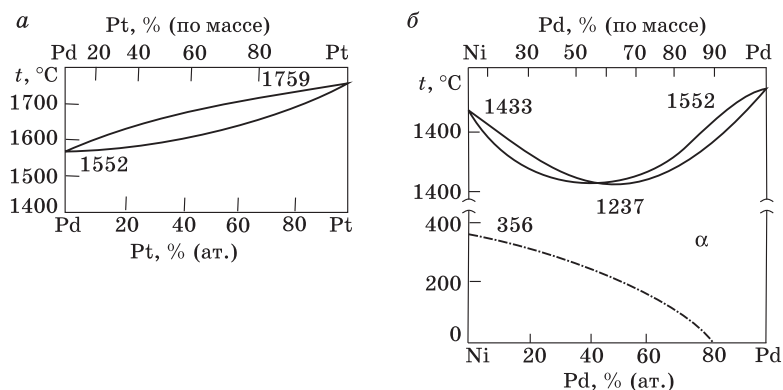 а
Pt, % (по массе)
Pd 20 40 60 80 Pt
t, °C
1759
1700
1600
1552
1500
1400
Pd 20 40 60 80 Pt
Pt, % (ат.)
б
Pd, % (по массе)
Ni 30 50 70 80 90 Pd
t, °C
1433
1552
1400
1400
1237
400
356
α
200
0
Ni 20 40 60 80 Pd
Pd, % (ат.)